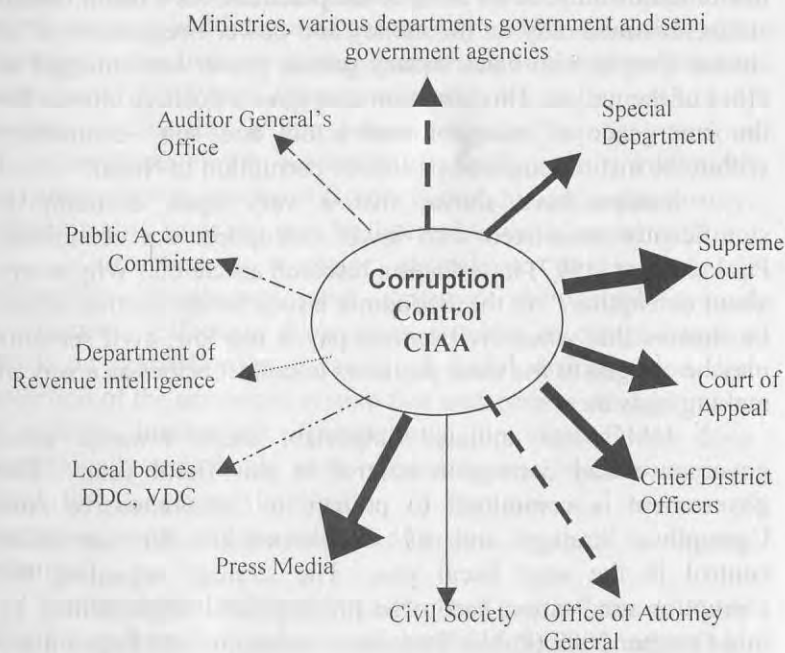 Ministries, various departments government and semi
government agencies
Auditor General's
Office
Special
Department
Public Account
Committee
Supreme
Court
Corruption
Control
CIAA
Department of
Revenue intelligence
Court of
Appeal
Local bodies
DDC, VDC
Chief District
Officers
Press Media
Civil Society
Office of Attorney
General